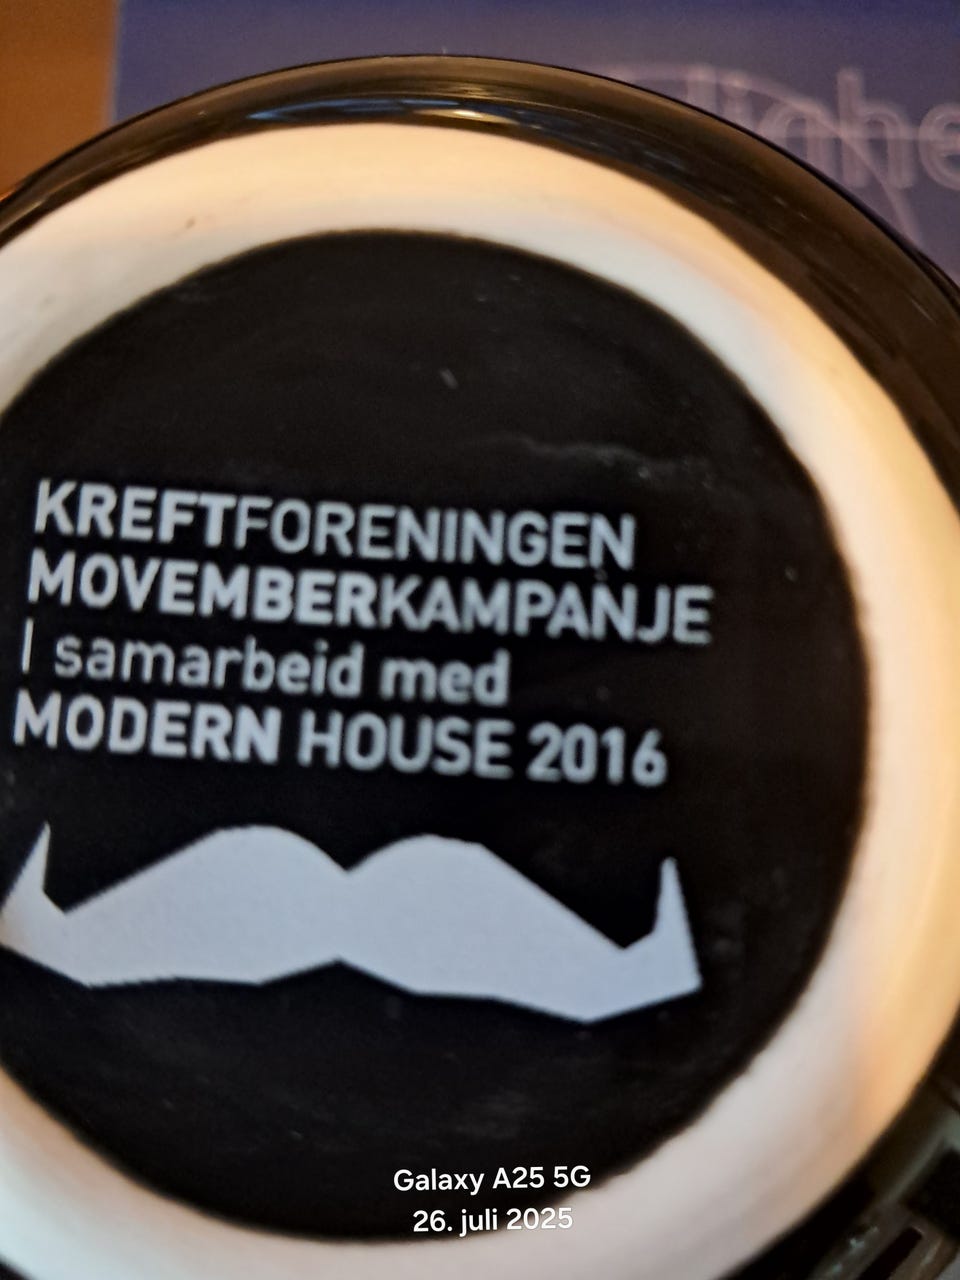 KREFTFORENINGEN
MOVEMBERKAMPANJE
I samarbeid med
MODERN HOUSE 2016
Galaxy A25 5G
26. juli 2025